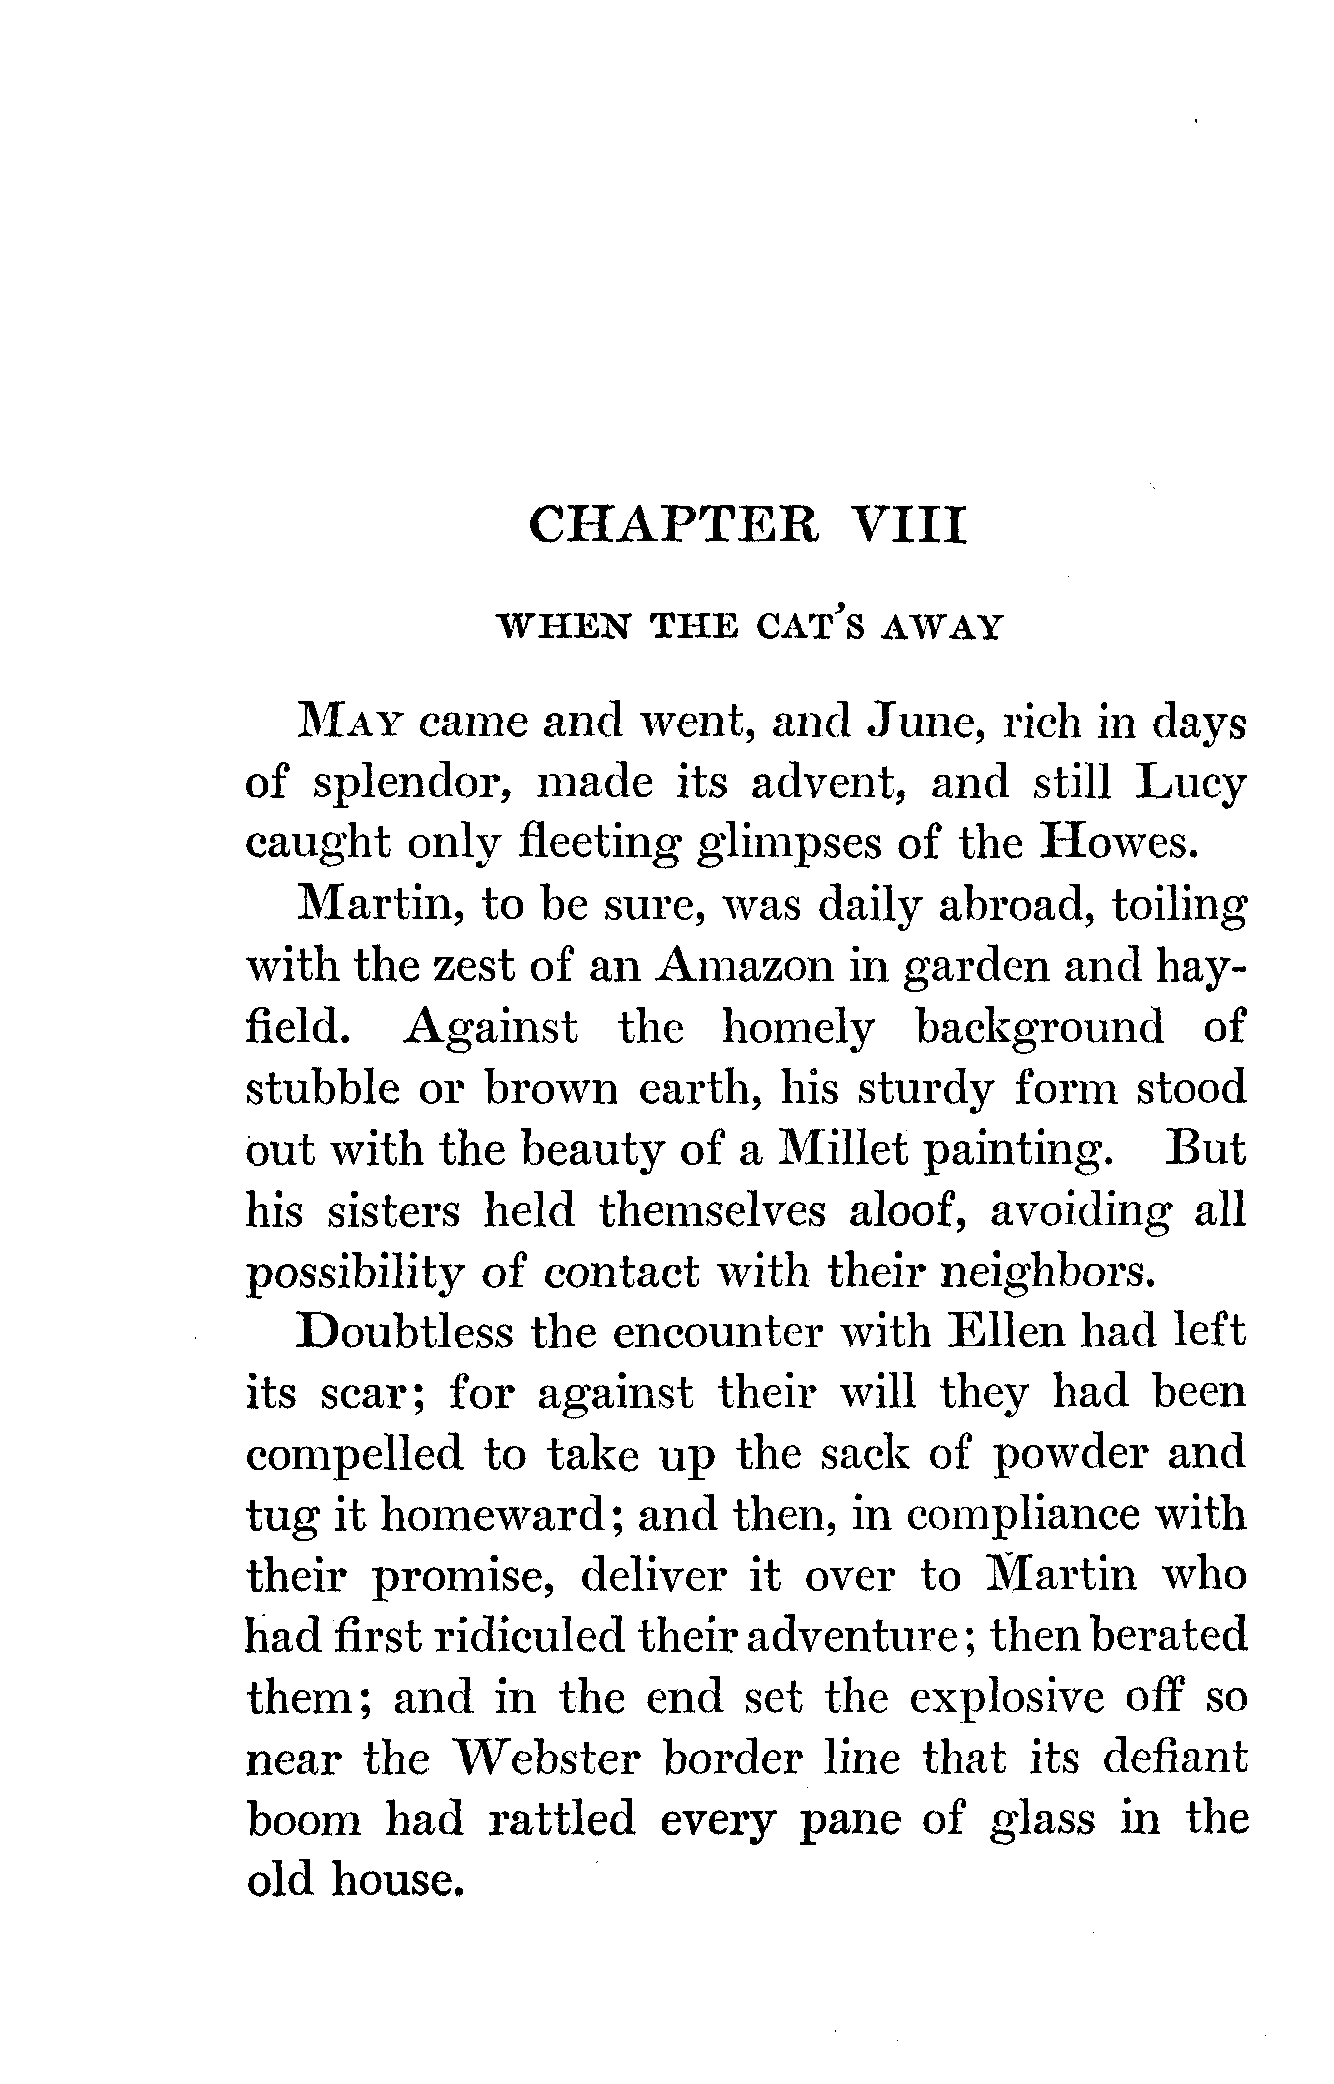 CHAPTER VIII
WHEN THE CAT'S AWAY
MAY came and went, and June, rich in days
of splendor, made its advent, and still Lucy
caught only fleeting glimpses of the Howes.
Martin, to be sure, was daily abroad, toiling
with the zest of an Amazon in garden and hay-
field. Against the homely background of
stubble or brown earth, his sturdy form stood
out with the beauty of a Millet painting. But
his sisters held themselves aloof, avoiding all
possibility of contact with their neighbors.
Doubtless the encounter with Ellen had left
its scar; for against their will they had been
compelled to take up the sack of powder and
tug it homeward; and then, in compliance with
their promise, deliver it over to Martin who
had first ridiculed their adventure; then berated
them; and in the end set the explosive off so
near the Webster border line that its defiant
boom had rattled every pane of glass in the
old house.